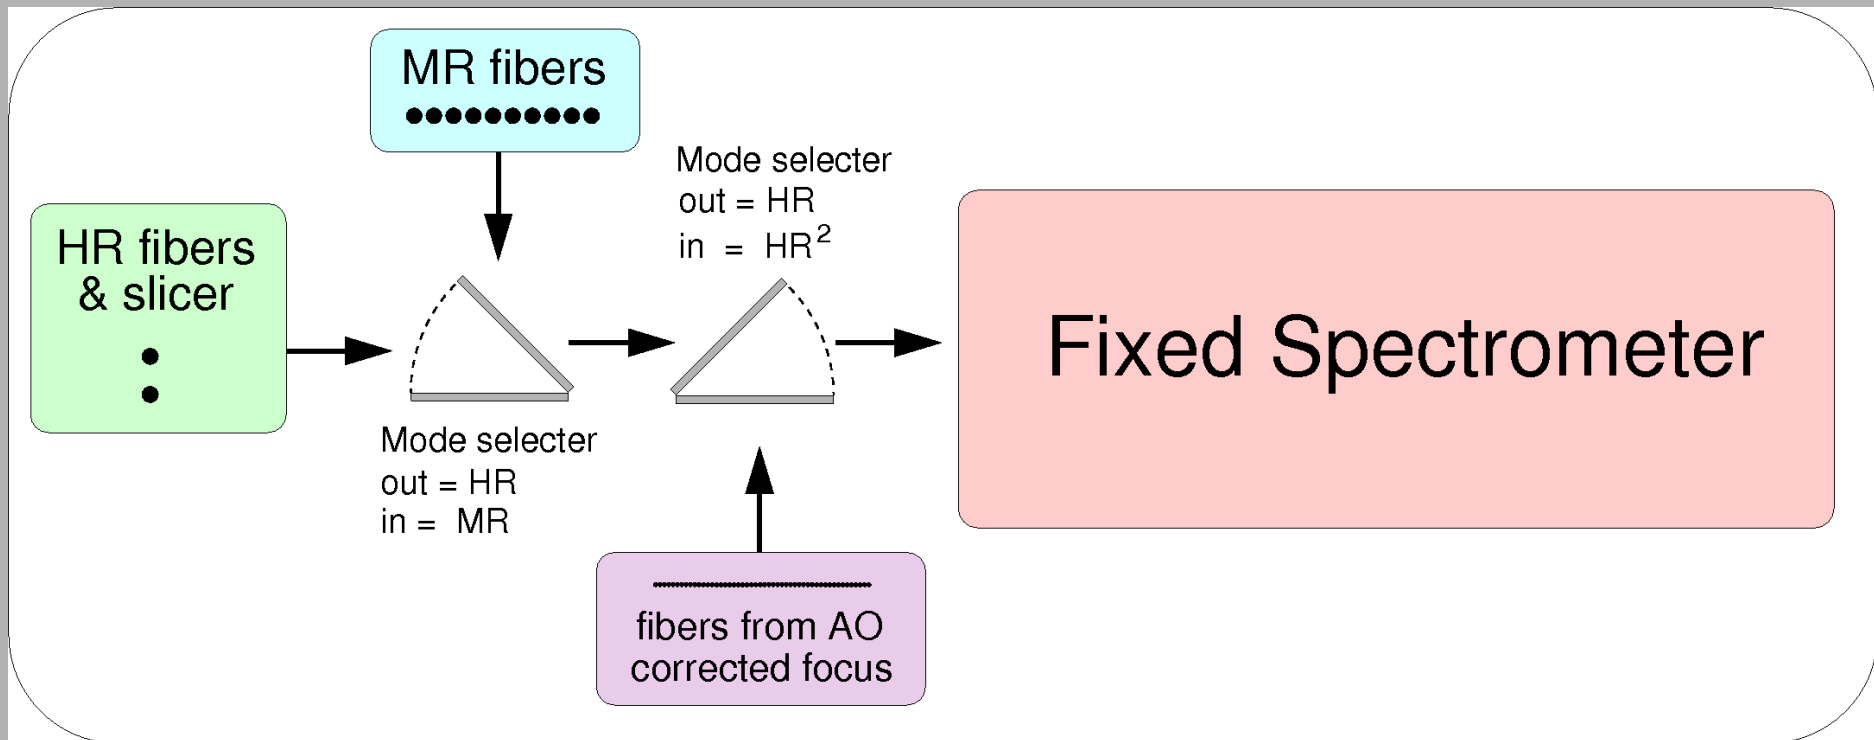 MR fibers
Mode selecter
out = HR
in = HR²
HR fibers
& slicer
Fixed Spectrometer
Mode selecter
out = HR
in = MR
fibers from AO
corrected focus